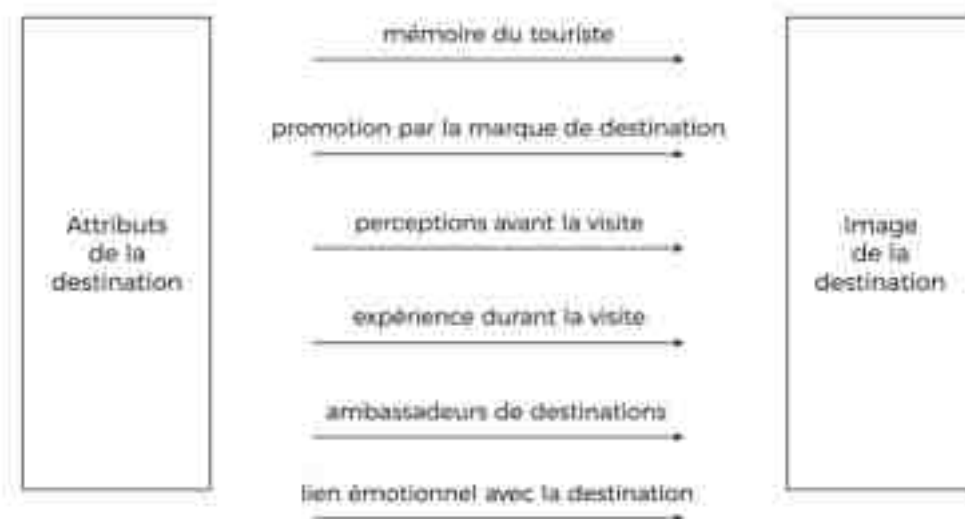 mémoire du touriste
promotion par la marque de destination
Attributs
de la
destination
perceptions avant la visite
expérience durant la visite
ambassadeurs de destinations
lien émotionnel avec la destination
Image
de la
destination